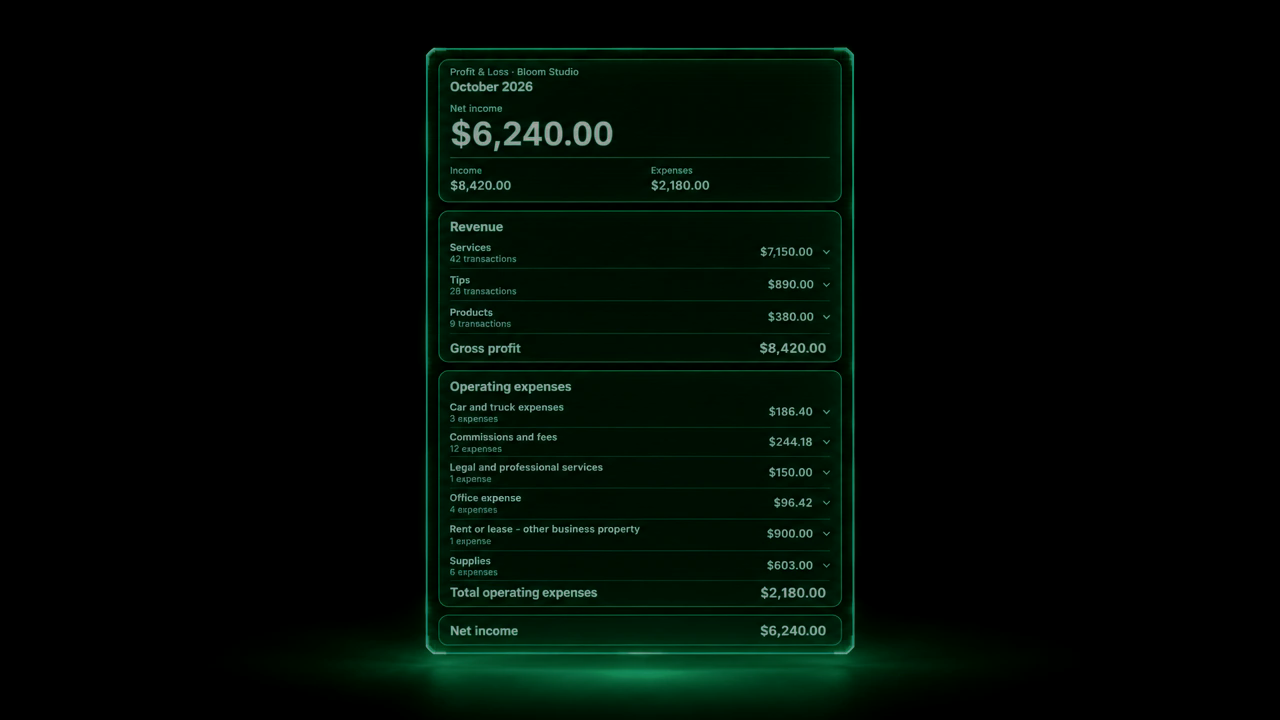 Profit & Loss · Bloom Studio
October 2026
Net income
$6,240.00
Income
Expenses
$8,420.00
$2,180.00
Revenue
Services
$7,150.00
42 transactions
Tips
$890.00
28 transactions
Products
$380.00
9 transactions
Gross profit
$8,420.00
Operating expenses
Car and truck expenses
$186.40
3 expenses
Commissions and fees
$244.18
12 expenses
Legal and professional services
$150.00
1 expense
Office expense
$96.42
4 expenses
Rent or lease – other business property
$900.00
1 expense
Supplies
$603.00
6 expenses
Total operating expenses
$2,180.00
Net income
$6,240.00